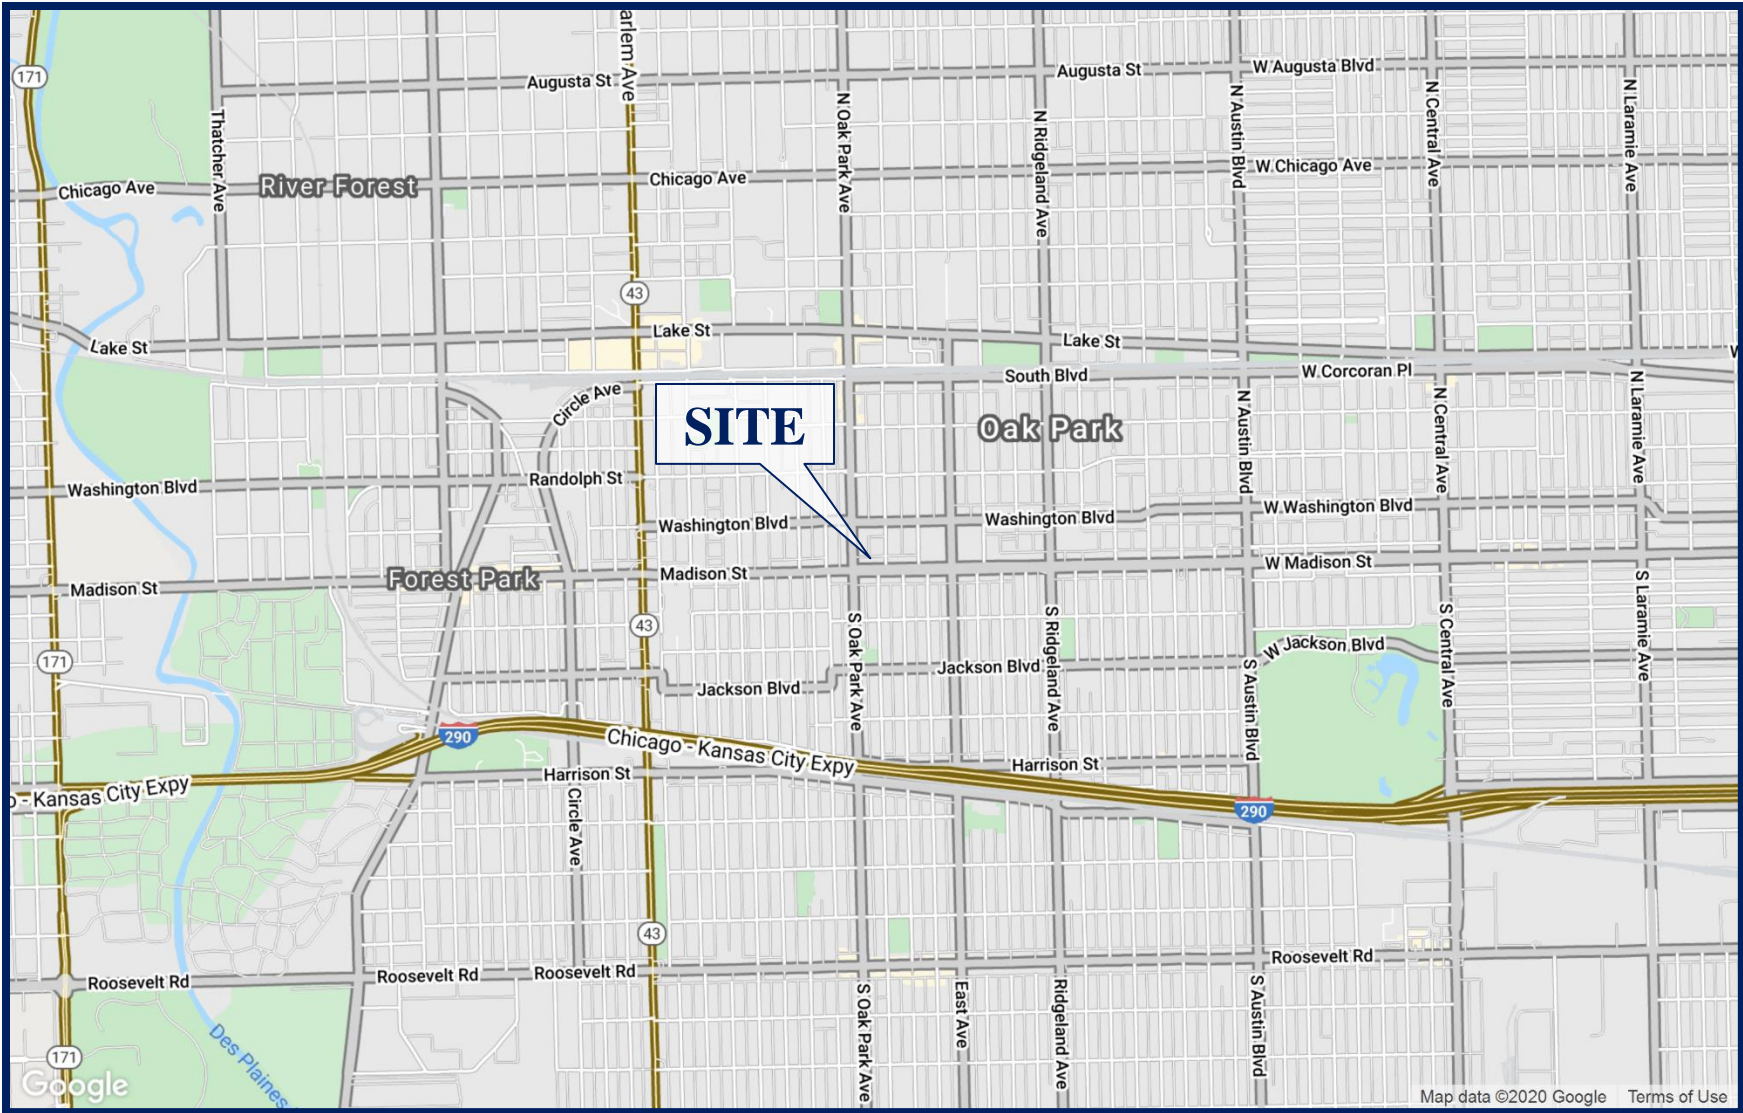 arlem Ave
171
Augusta St
Augusta St
W Augusta Blvd
Thatcher Ave
N Oak Park Ave
N Ridgeland Ave
N Austin Blvd
N Central Ave
N Laramie Ave
Chicago Ave
River Forest
Chicago Ave
W Chicago Ave
43
Lake St
Lake St
Lake St
W
South Blvd
W Corcoran Pl
Circle Ave
SITE
Oak Park
N Austin Blvd
N Central Ave
N Laramie Ave
Washington Blvd
Randolph St
Washington Blvd
Washington Blvd
W Washington Blvd
Madison St
Forest Park
Madison St
W Madison St
43
S Oak Park Ave
S Ridgeland Ave
S Central Ave
S Laramie Ave
171
Jackson Blvd
Jackson Blvd
W Jackson Blvd
S Austin Blvd
290
Chicago - Kansas City Expy
Harrison St
Harrison St
o - Kansas City Expy
290
Circle Ave
43
Roosevelt Rd
Roosevelt Rd
Roosevelt Rd
Roosevelt Rd
S Oak Park Ave
East Ave
Ridgeland Ave
S Austin Blvd
Des Plaines
171
Google
Map data ©2020 Google
Terms of Use